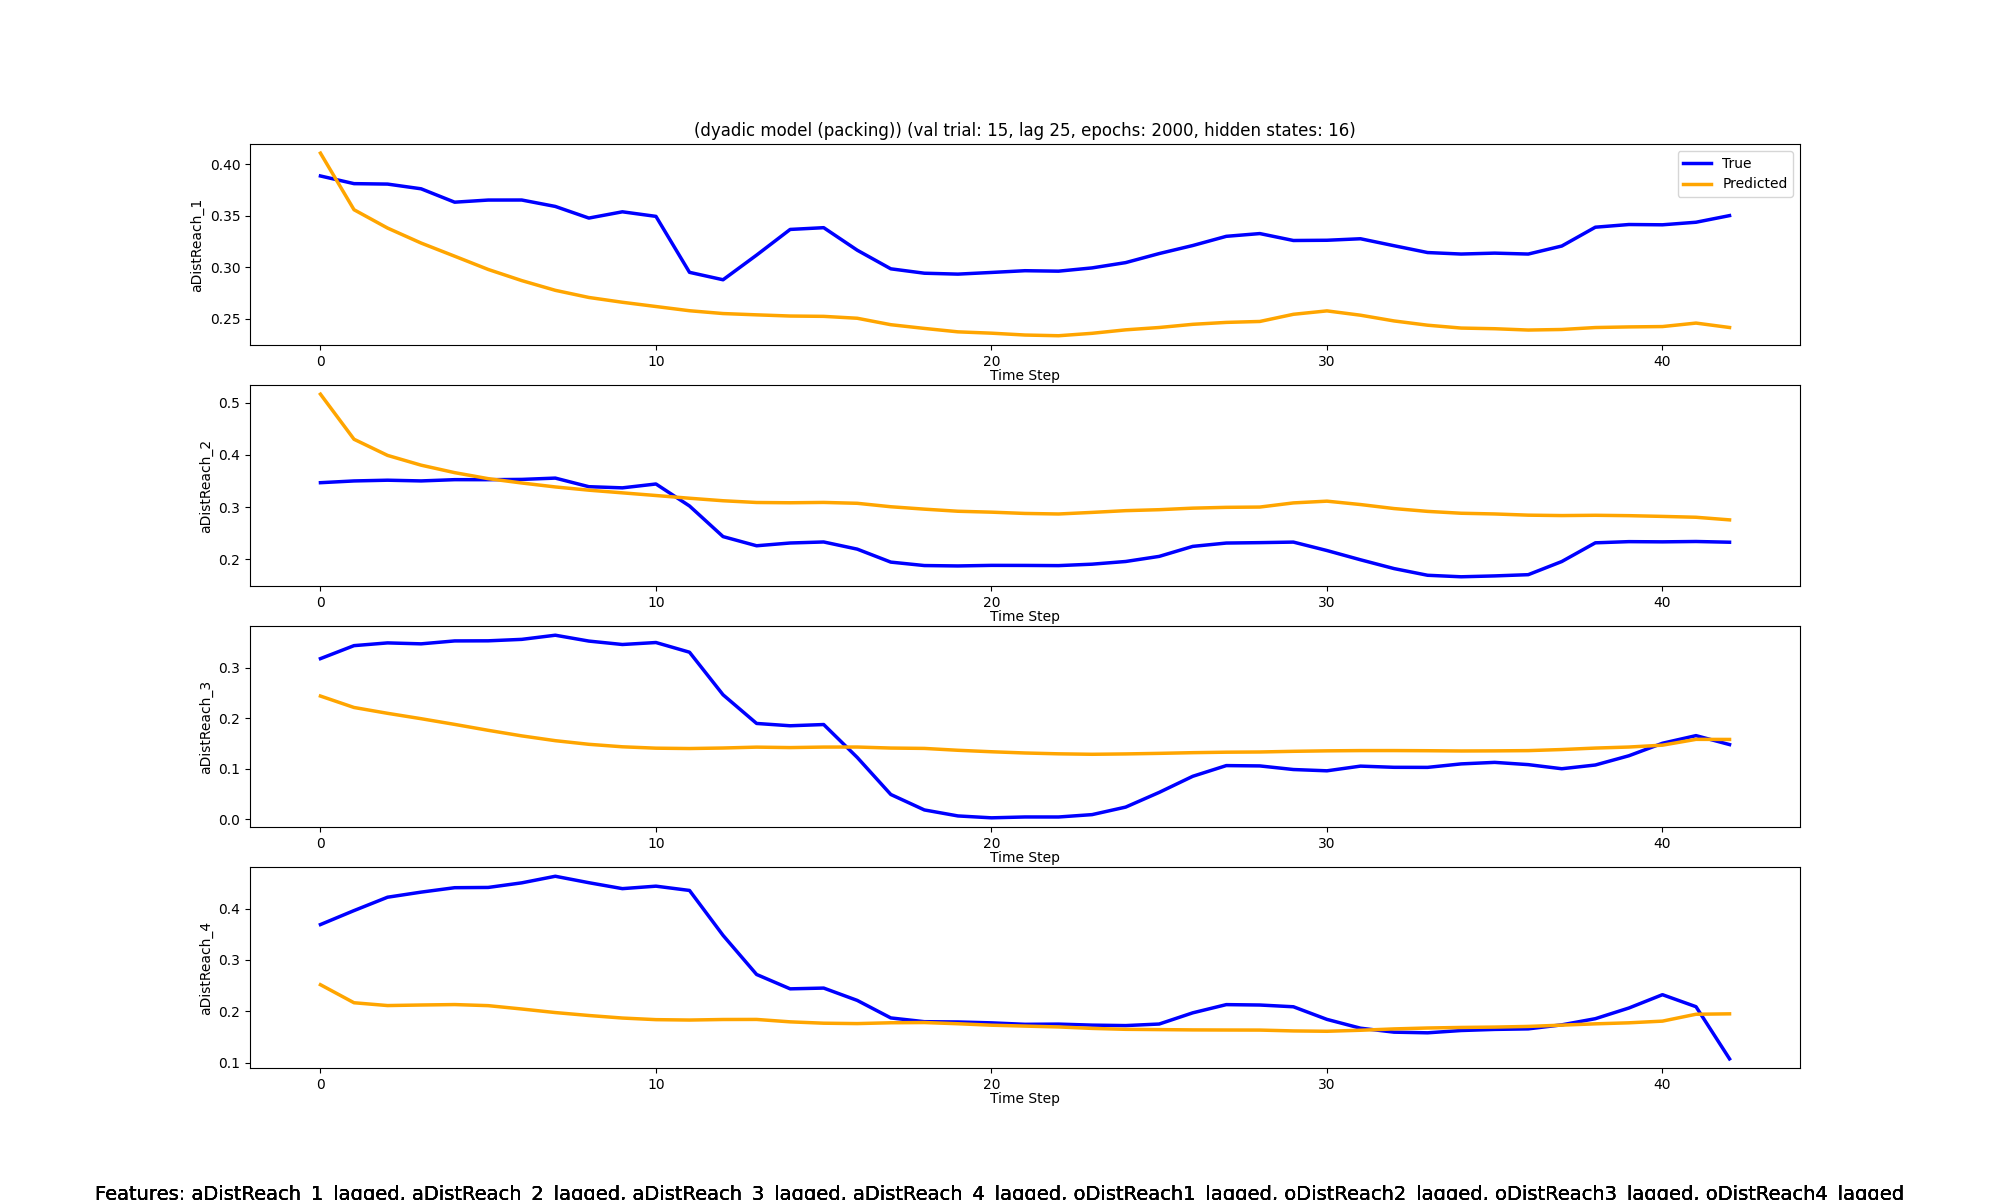 (dyadic model (packing)) (val trial: 15, lag 25, epochs: 2000, hidden states: 16)
aDistReach_1
0.40
0.35
0.30
0.25
True
Predicted
0 10 20 30 40
Time Step
aDistReach_2
0.5
0.4
0.3
0.2
0 10 20 30 40
Time Step
aDistReach_3
0.3
0.2
0.1
0.0
0 10 20 30 40
Time Step
aDistReach_4
0.4
0.3
0.2
0.1
0 10 20 30 40
Time Step
Features: aDistReach_1_lagged, aDistReach_2_lagged, aDistReach_3_lagged, aDistReach_4_lagged, oDistReach1_lagged, oDistReach2_lagged, oDistReach3_lagged, oDistReach4_lagged